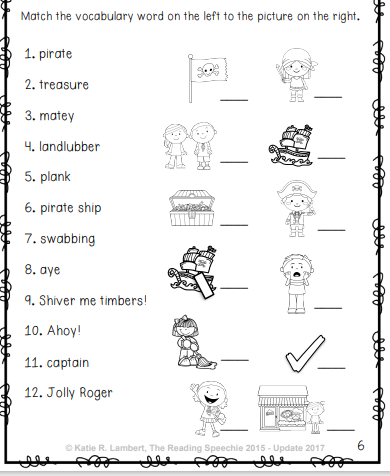 Match the vocabulary word on the left to the picture on the right.
1. pirate
2. treasure
3. matey
4. landlubber
5. plank
6. pirate ship
7. swabbing
8. aye
9. Shiver me timbers!
10. Ahoy!
11. captain
12. Jolly Roger
© Katie R. Lambert, The Reading Speechie 2015 - Update 2017
6